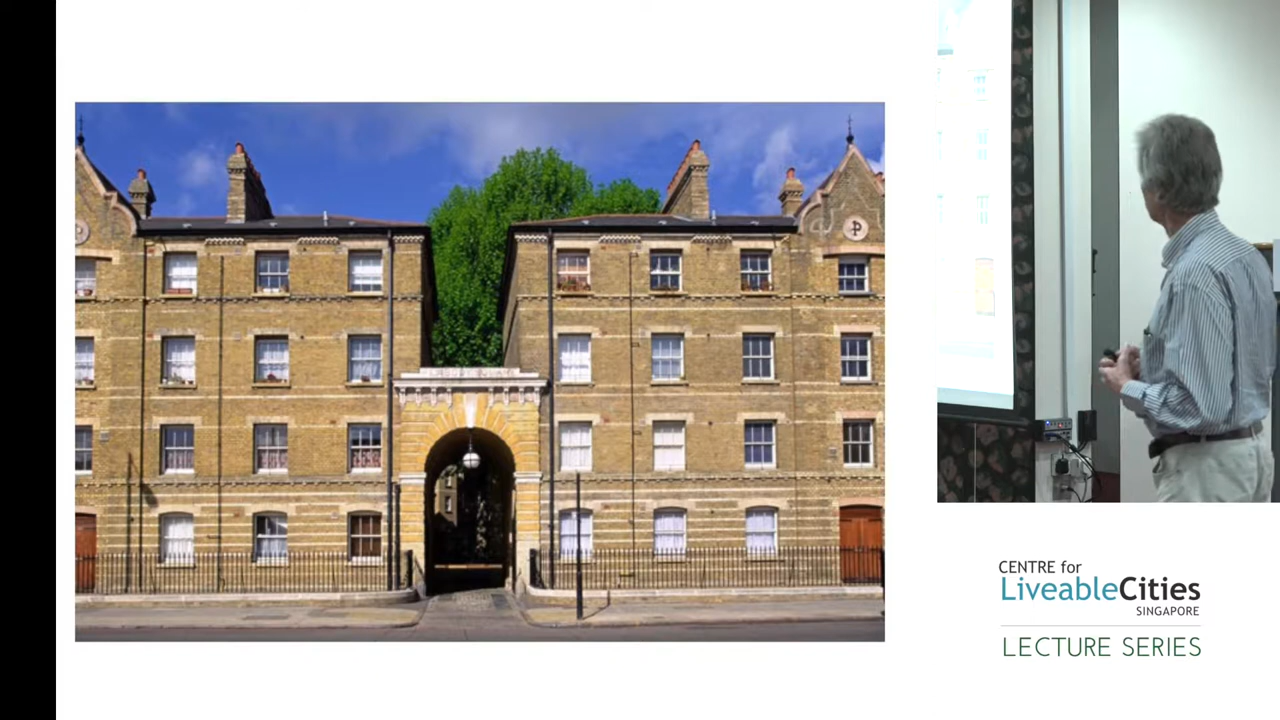 P
CENTRE for
LiveableCities
SINGAPORE
LECTURE SERIES